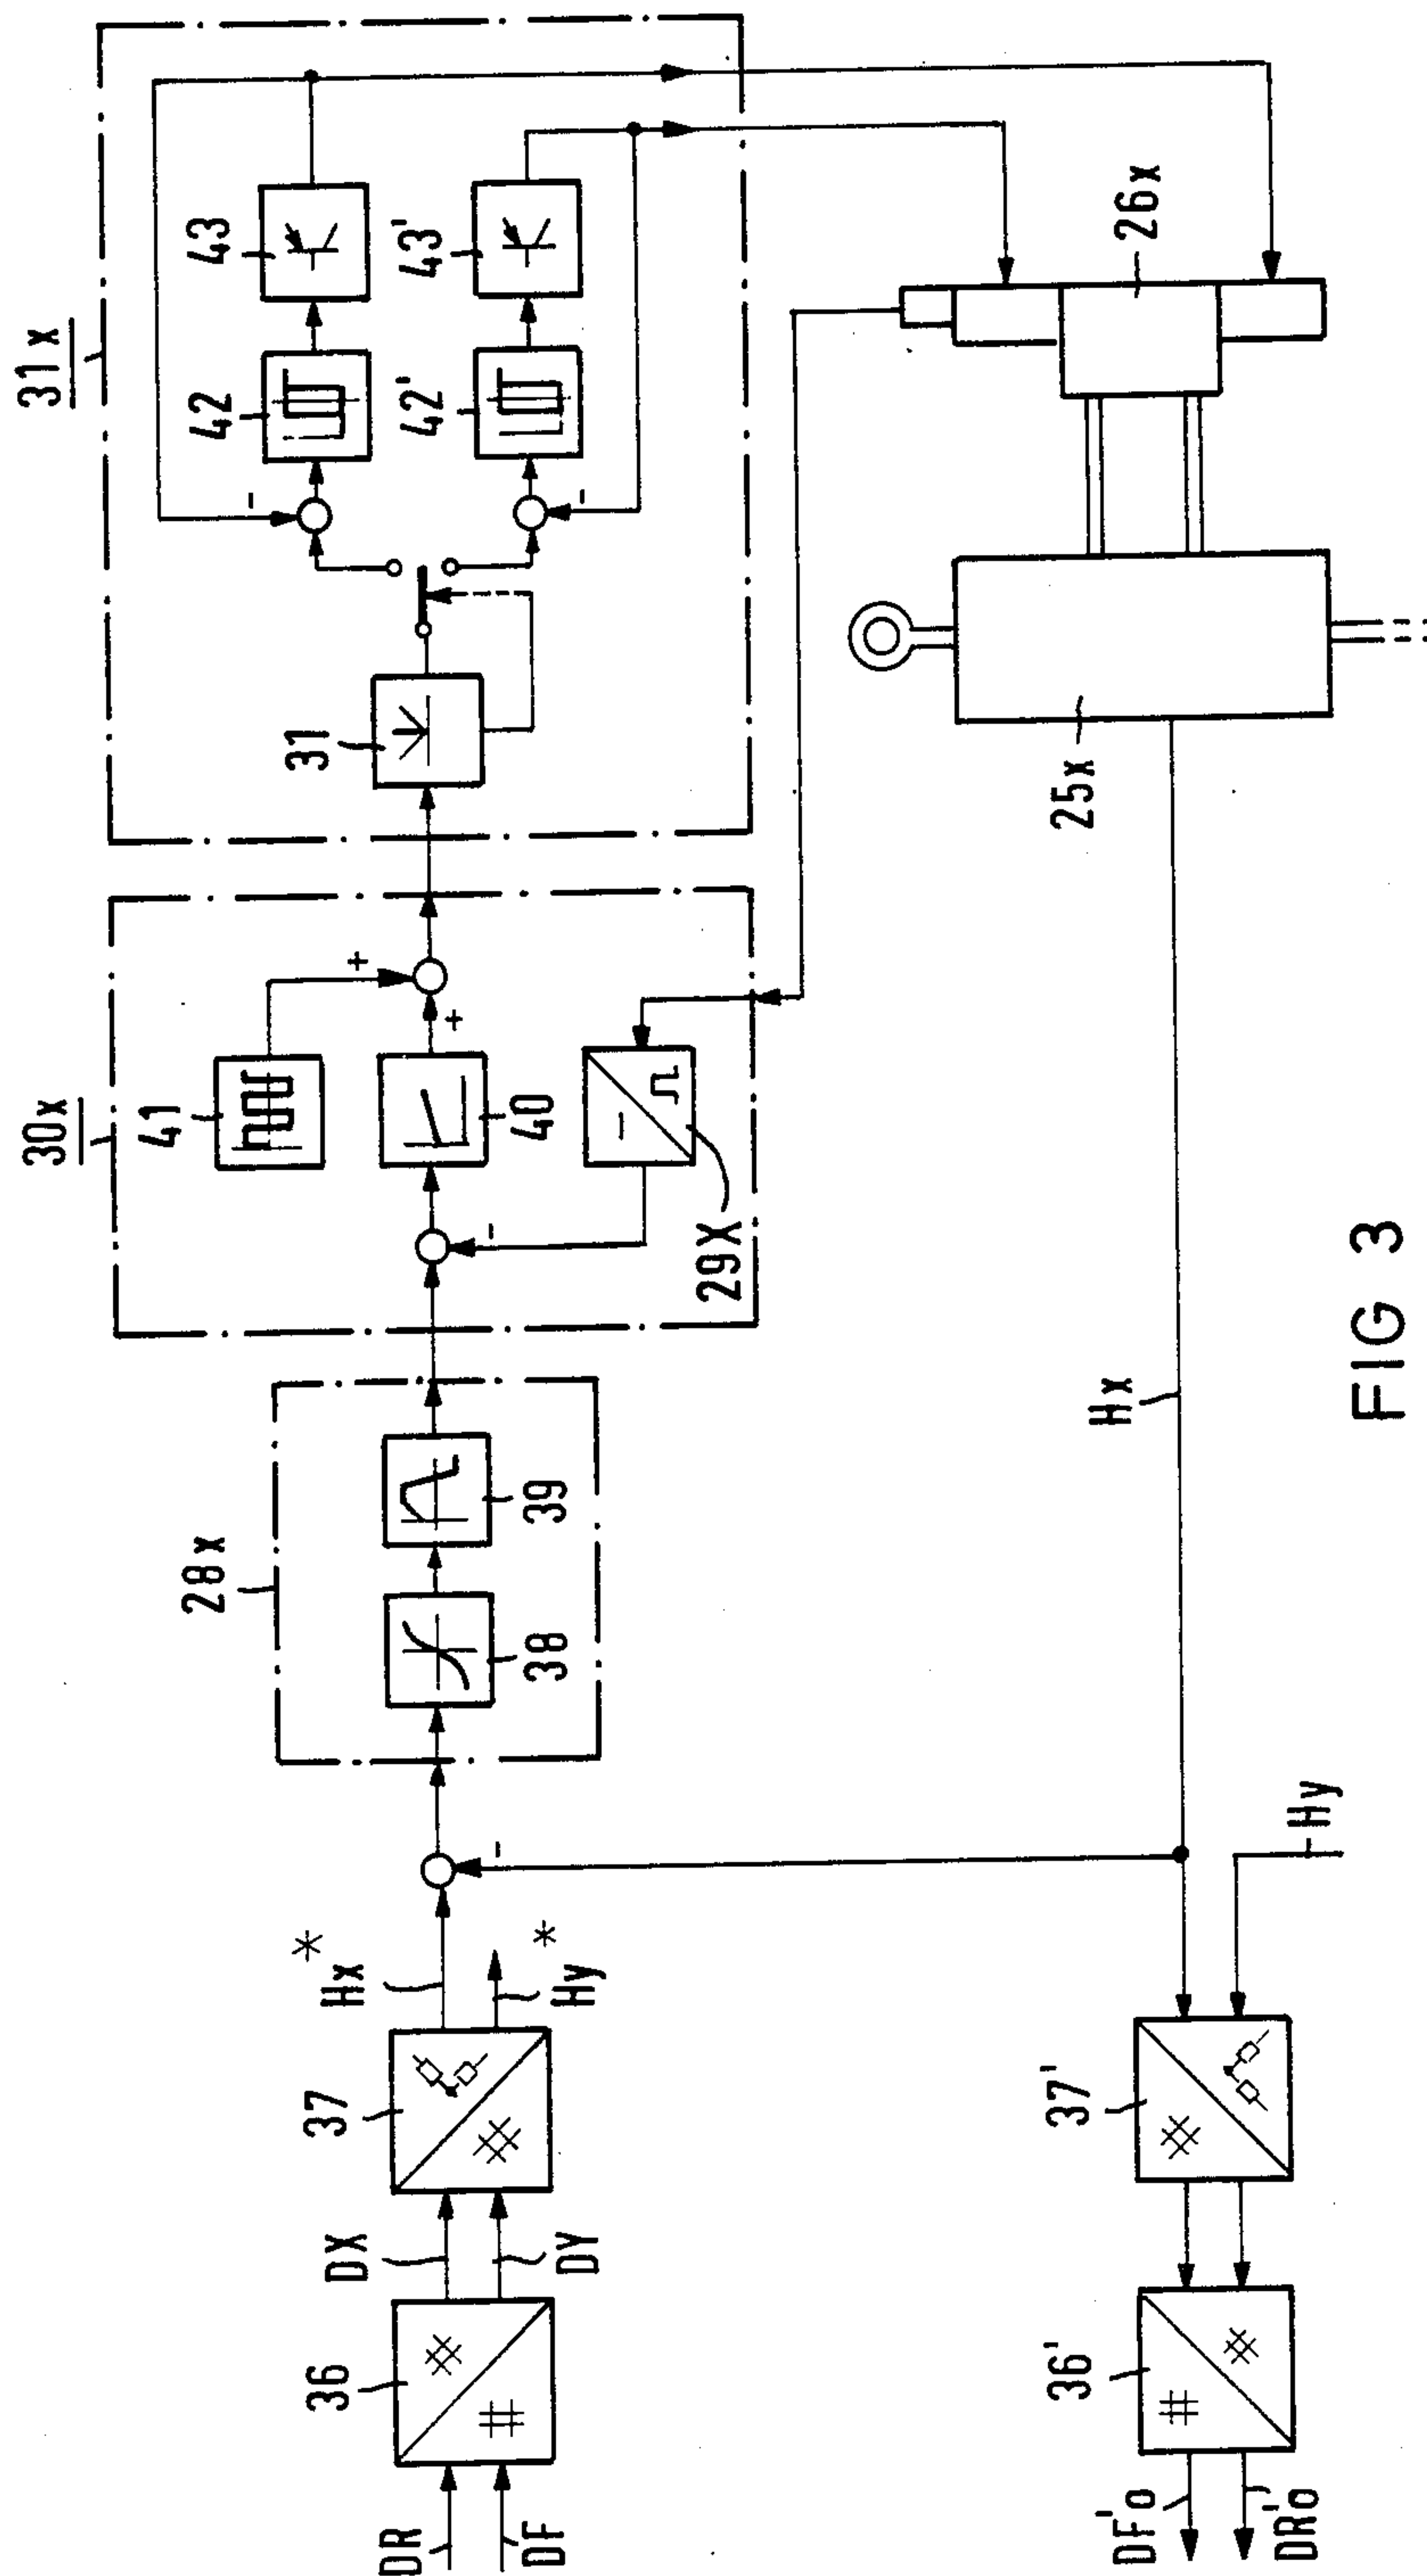 31x
43
42
43'
42'
31
26x
25x
30x
41
+
+
40
-
29X
28x
39
38
-
-
-
*
Hx
*
Hy
37
DX
DY
36
DR
DF
Hx
Hy
37'
36'
DF'o
DR'o
FIG 3